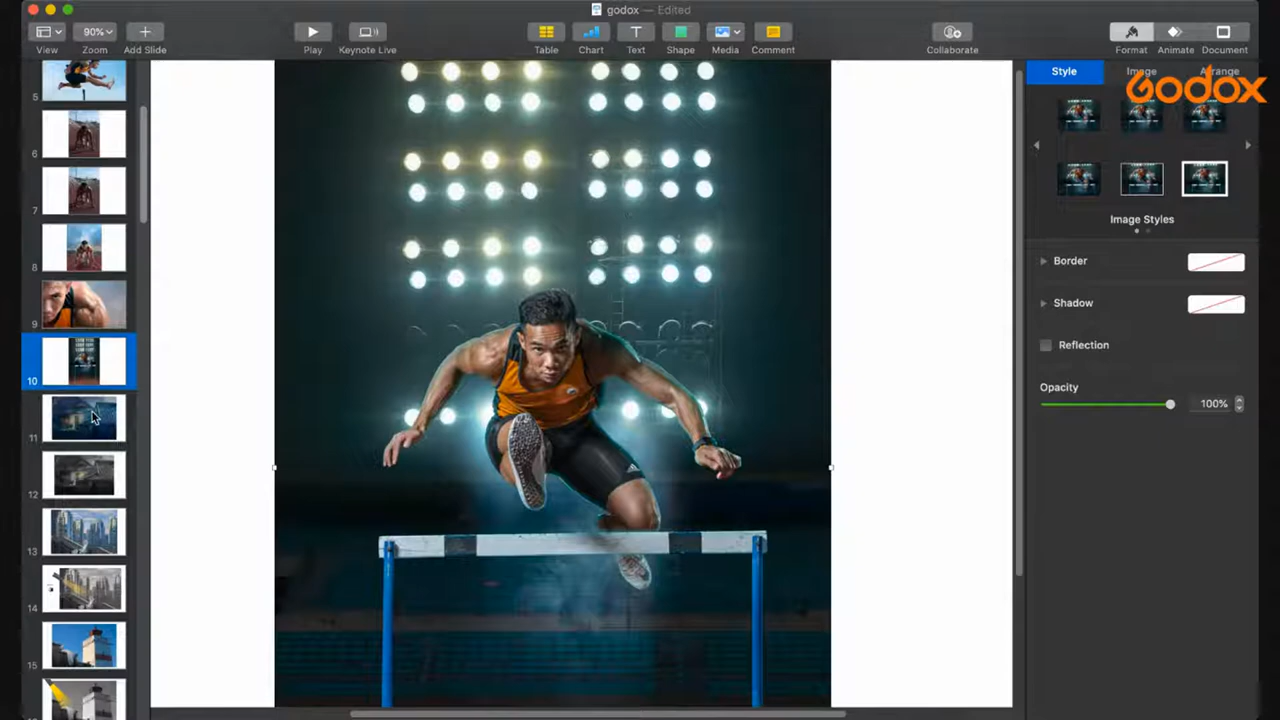 godox — Edited
90%
View
Zoom
Add Slide
Play
Keynote Live
Table
Chart
Text
Shape
Media
Comment
Collaborate
Format
Animate
Document
Style
Image
Arrange
Godox
Image Styles
Border
Shadow
Reflection
Opacity
100%
5
6
7
8
9
10
11
12
13
14
15